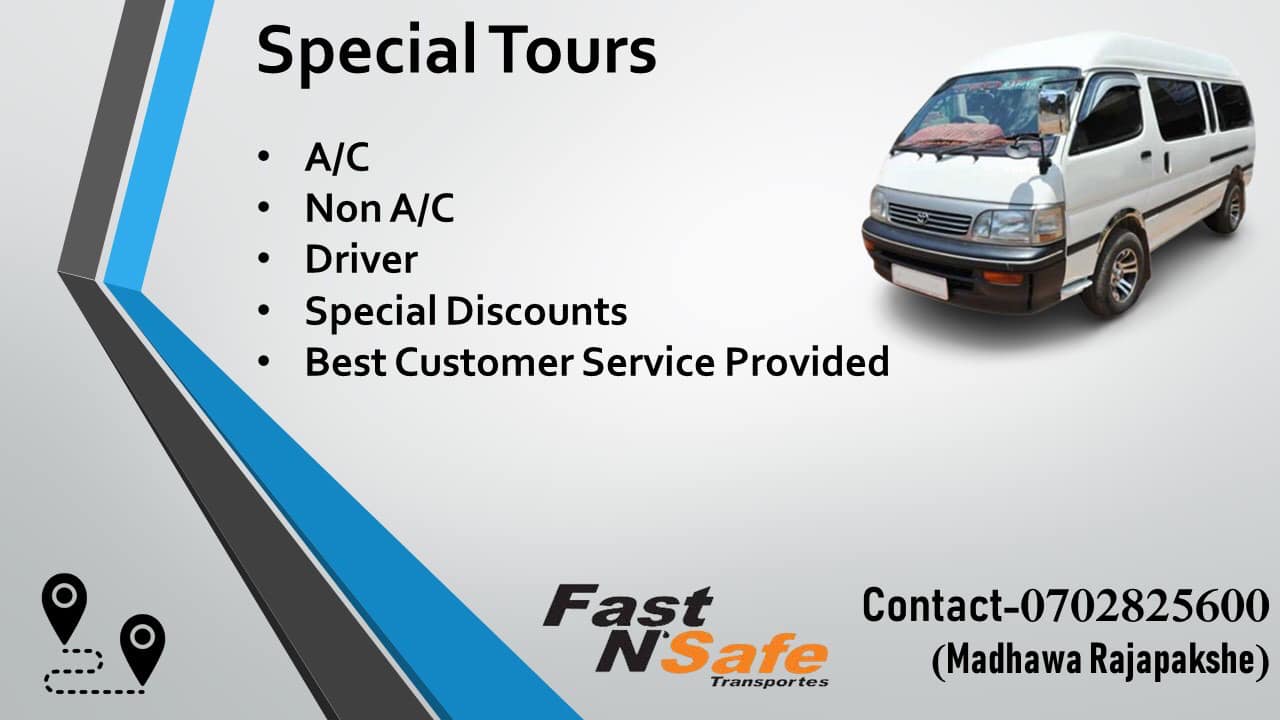 Special Tours
• A/C
• Non A/C
• Driver
• Special Discounts
• Best Customer Service Provided
Fast
N'Safe
Transportes
Contact-0702825600
(Madhawa Rajapakshe)